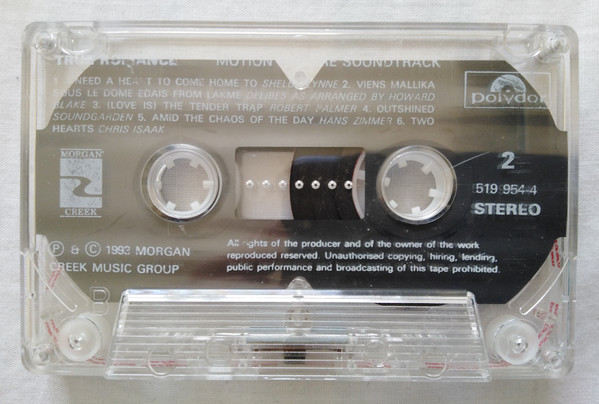 TRUE ROMANCE MOTION SOUNDTRACK
I NEED A HEART TO COME HOME TO SHELBY LYNNE 2. VIENS MALLIKA
SOUS LE DOME EDAIS FROM LAKME DELIBES AS ARRANGED BY HOWARD
BLAKE 3. (LOVE IS) THE TENDER TRAP ROBERT PALMER 4. OUTSHINED
SOUNDGARDEN 5. AMID THE CHAOS OF THE DAY HANS ZIMMER 6. TWO
HEARTS CHRIS ISAAK
polydor
MORGAN
CREEK
2
519 954-4
STEREO
℗ & © 1993 MORGAN
CREEK MUSIC GROUP
All rights of the producer and of the owner of the work
reproduced reserved. Unauthorised copying, hiring, lending,
public performance and broadcasting of this tape prohibited.
B